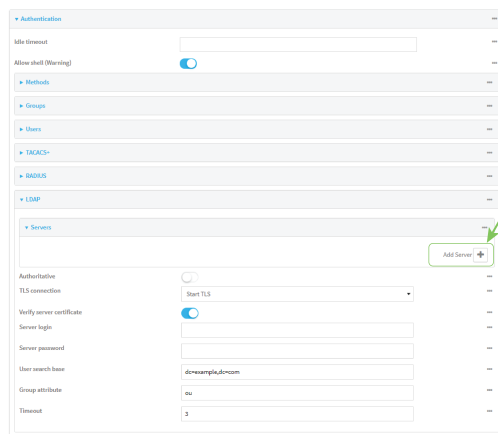 Authentication
Idle timeout
Allow shell (Warning)
Methods
Groups
Users
TACACS+
RADIUS
LDAP
Servers
Add Server
Authoritative
TLS connection Start TLS
Verify server certificate
Server login
Server password
User search base dc=example,dc=com
Group attribute ou
Timeout 3